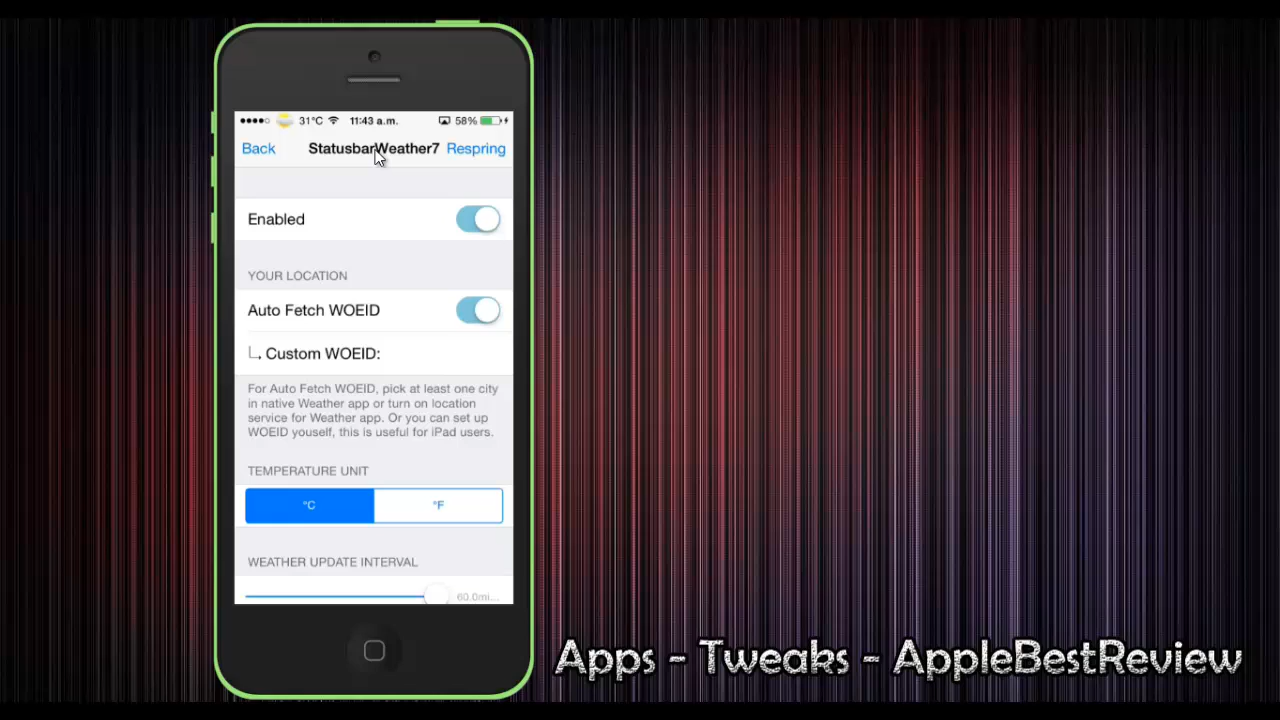 31°C 11:43 a.m. 58%
Back StatusbarWeather7 Respring
Enabled
YOUR LOCATION
Auto Fetch WOEID
Custom WOEID:
For Auto Fetch WOEID, pick at least one city
in native Weather app or turn on location
service for Weather app. Or you can set up
WOEID youself, this is useful for iPad users.
TEMPERATURE UNIT
°C °F
WEATHER UPDATE INTERVAL
60.0mi...
Apps - Tweaks - AppleBestReview